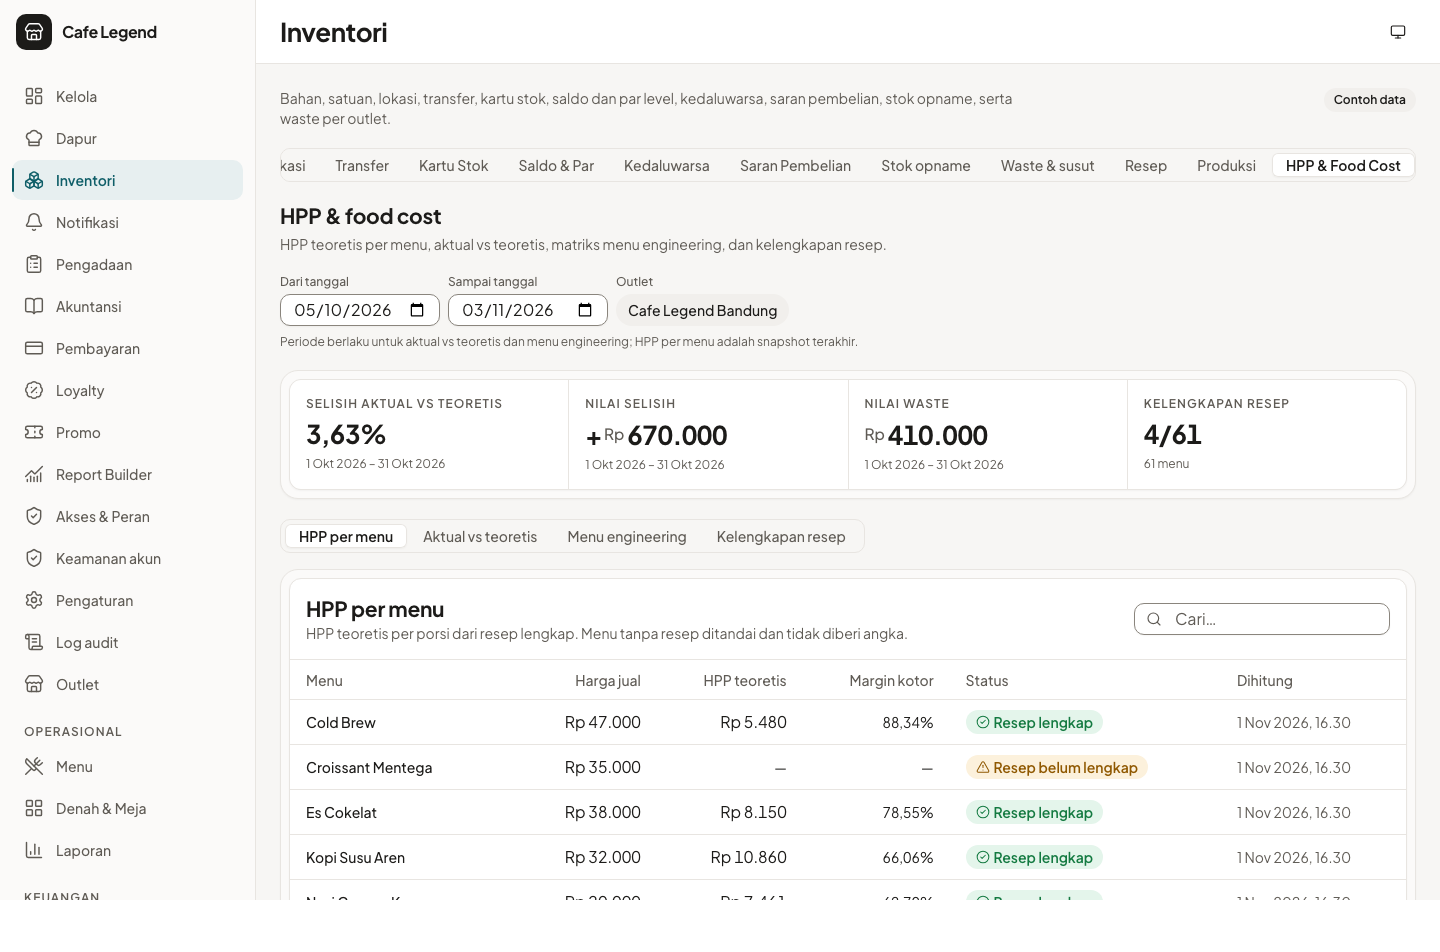 Cafe Legend
Inventori
Kelola
Dapur
Inventori
Notifikasi
Pengadaan
Akuntansi
Pembayaran
Loyalty
Promo
Report Builder
Akses & Peran
Keamanan akun
Pengaturan
Log audit
Outlet
OPERASIONAL
Menu
Denah & Meja
Laporan
KEUANGAN
Bahan, satuan, lokasi, transfer, kartu stok, saldo dan par level, kedaluwarsa, saran pembelian, stok opname, serta
waste per outlet.
Contoh data
kasi Transfer Kartu Stok Saldo & Par Kedaluwarsa Saran Pembelian Stok opname Waste & susut Resep Produksi HPP & Food Cost
HPP & food cost
HPP teoretis per menu, aktual vs teoretis, matriks menu engineering, dan kelengkapan resep.
Dari tanggal Sampai tanggal Outlet
05/10/2026 03/11/2026 Cafe Legend Bandung
Periode berlaku untuk aktual vs teoretis dan menu engineering; HPP per menu adalah snapshot terakhir.
SELISIH AKTUAL VS TEORETIS NILAI SELISIH NILAI WASTE KELENGKAPAN RESEP
3,63% +Rp 670.000 Rp 410.000 4/61
1 Okt 2026 – 31 Okt 2026 1 Okt 2026 – 31 Okt 2026 1 Okt 2026 – 31 Okt 2026 61 menu
HPP per menu Aktual vs teoretis Menu engineering Kelengkapan resep
HPP per menu
HPP teoretis per porsi dari resep lengkap. Menu tanpa resep ditandai dan tidak diberi angka.
Cari...
Menu Harga jual HPP teoretis Margin kotor Status Dihitung
Cold Brew Rp 47.000 Rp 5.480 88,34% Resep lengkap 1 Nov 2026, 16.30
Croissant Mentega Rp 35.000 — — Resep belum lengkap 1 Nov 2026, 16.30
Es Cokelat Rp 38.000 Rp 8.150 78,55% Resep lengkap 1 Nov 2026, 16.30
Kopi Susu Aren Rp 32.000 Rp 10.860 66,06% Resep lengkap 1 Nov 2026, 16.30